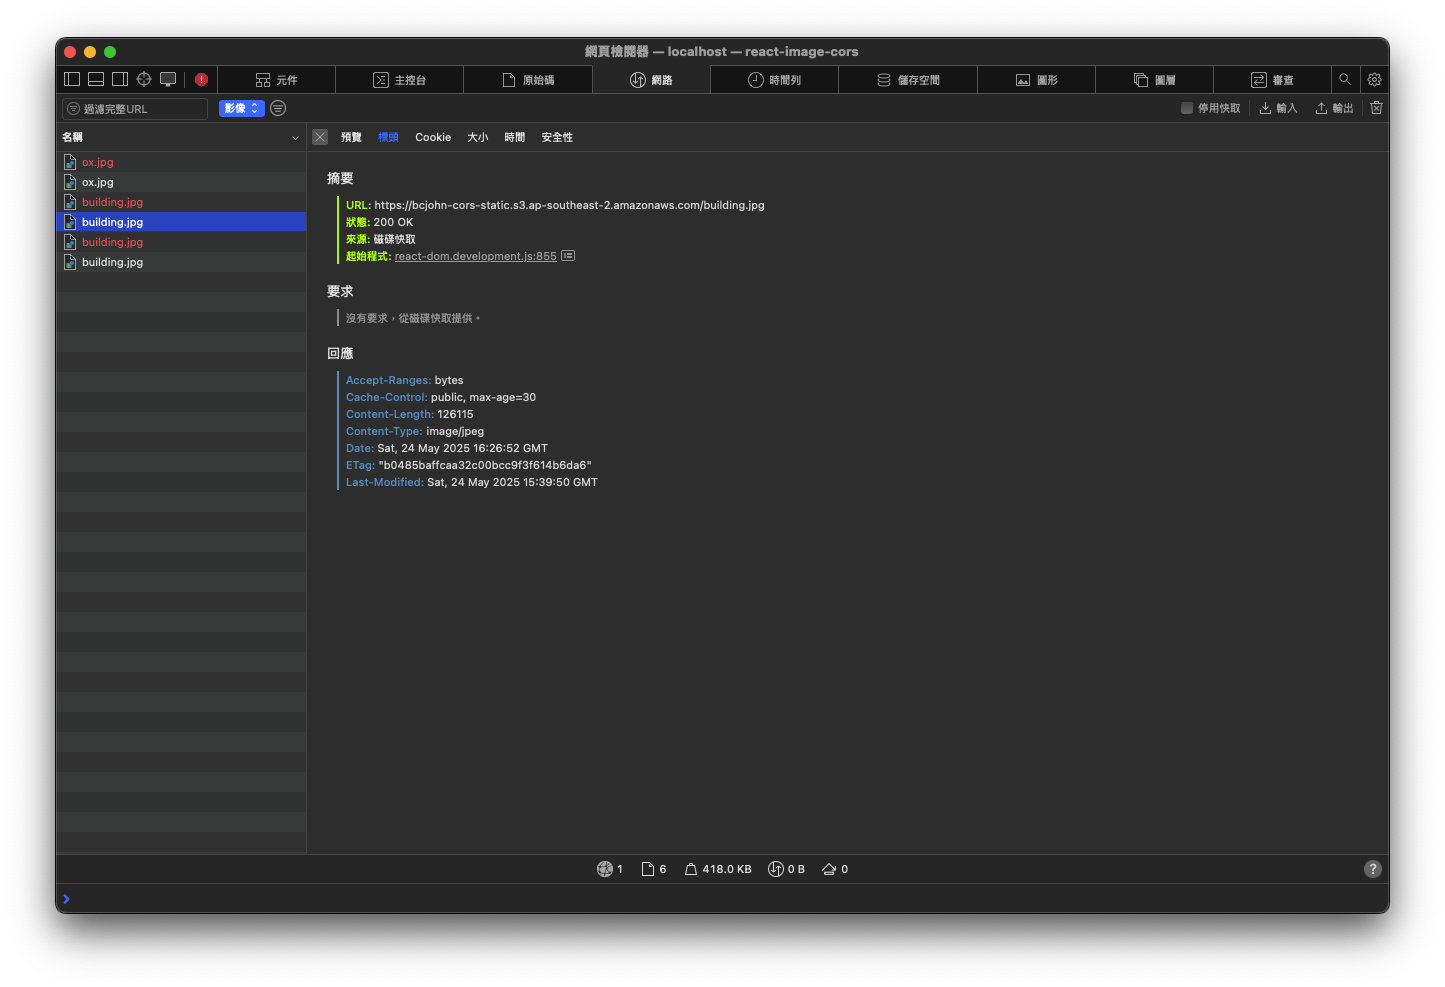 網頁檢閱器 — localhost — react-image-cors
元件
主控台
原始碼
網路
時間列
儲存空間
圖形
圖層
審查
過濾完整URL
影像
停用快取
輸入
輸出
名稱
預覽
標頭
Cookie
大小
時間
安全性
ox.jpg
ox.jpg
building.jpg
building.jpg
building.jpg
building.jpg
摘要
URL: https://bcjohn-cors-static.s3.ap-southeast-2.amazonaws.com/building.jpg
狀態: 200 OK
來源: 磁碟快取
起始程式: react-dom.development.js:855
要求
沒有要求，從磁碟快取提供。
回應
Accept-Ranges: bytes
Cache-Control: public, max-age=30
Content-Length: 126115
Content-Type: image/jpeg
Date: Sat, 24 May 2025 16:26:52 GMT
ETag: "b0485baffcaa32c00bcc9f3f614b6da6"
Last-Modified: Sat, 24 May 2025 15:39:50 GMT
1
6
418.0 KB
0 B
0
?